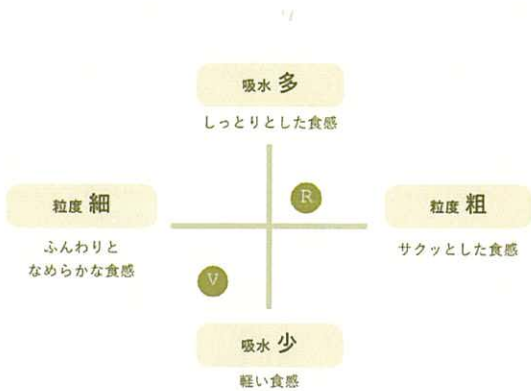 吸水 多
しっとりとした食感
R
粒度 細
粒度 粗
ふんわりと
なめらかな食感
サクッとした食感
V
吸水 少
軽い食感